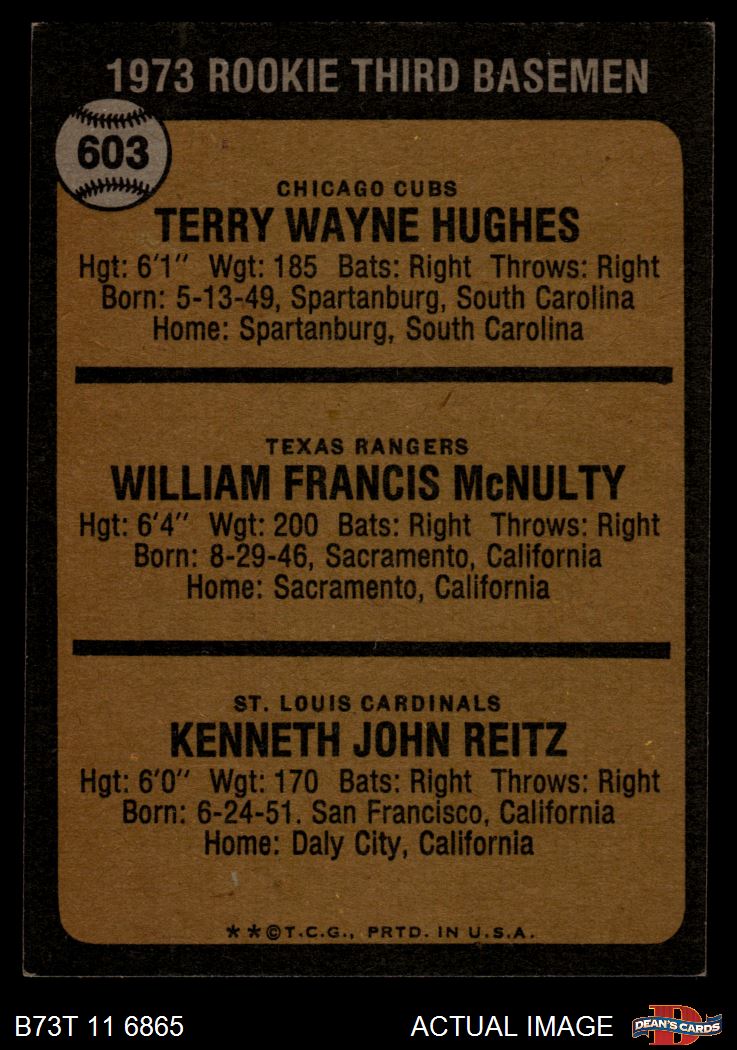 1973 ROOKIE THIRD BASEMEN
603
CHICAGO CUBS
TERRY WAYNE HUGHES
Hgt: 6'1" Wgt: 185 Bats: Right Throws: Right
Born: 5-13-49, Spartanburg, South Carolina
Home: Spartanburg, South Carolina
TEXAS RANGERS
WILLIAM FRANCIS McNULTY
Hgt: 6'4" Wgt: 200 Bats: Right Throws: Right
Born: 8-29-46, Sacramento, California
Home: Sacramento, California
ST. LOUIS CARDINALS
KENNETH JOHN REITZ
Hgt: 6'0" Wgt: 170 Bats: Right Throws: Right
Born: 6-24-51. San Francisco, California
Home: Daly City, California
**©T.C.G., PRTD. IN U.S.A.
B73T 11 6865
ACTUAL IMAGE
D
DEAN'S CARDS